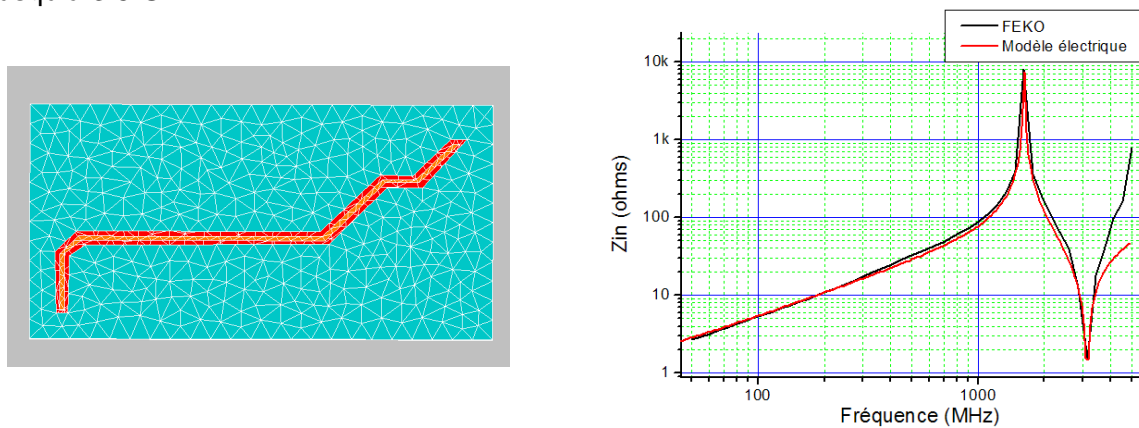 FEKO
Modèle électrique
10k
1k
100
10
1
Zin (ohms)
100
1000
Fréquence (MHz)